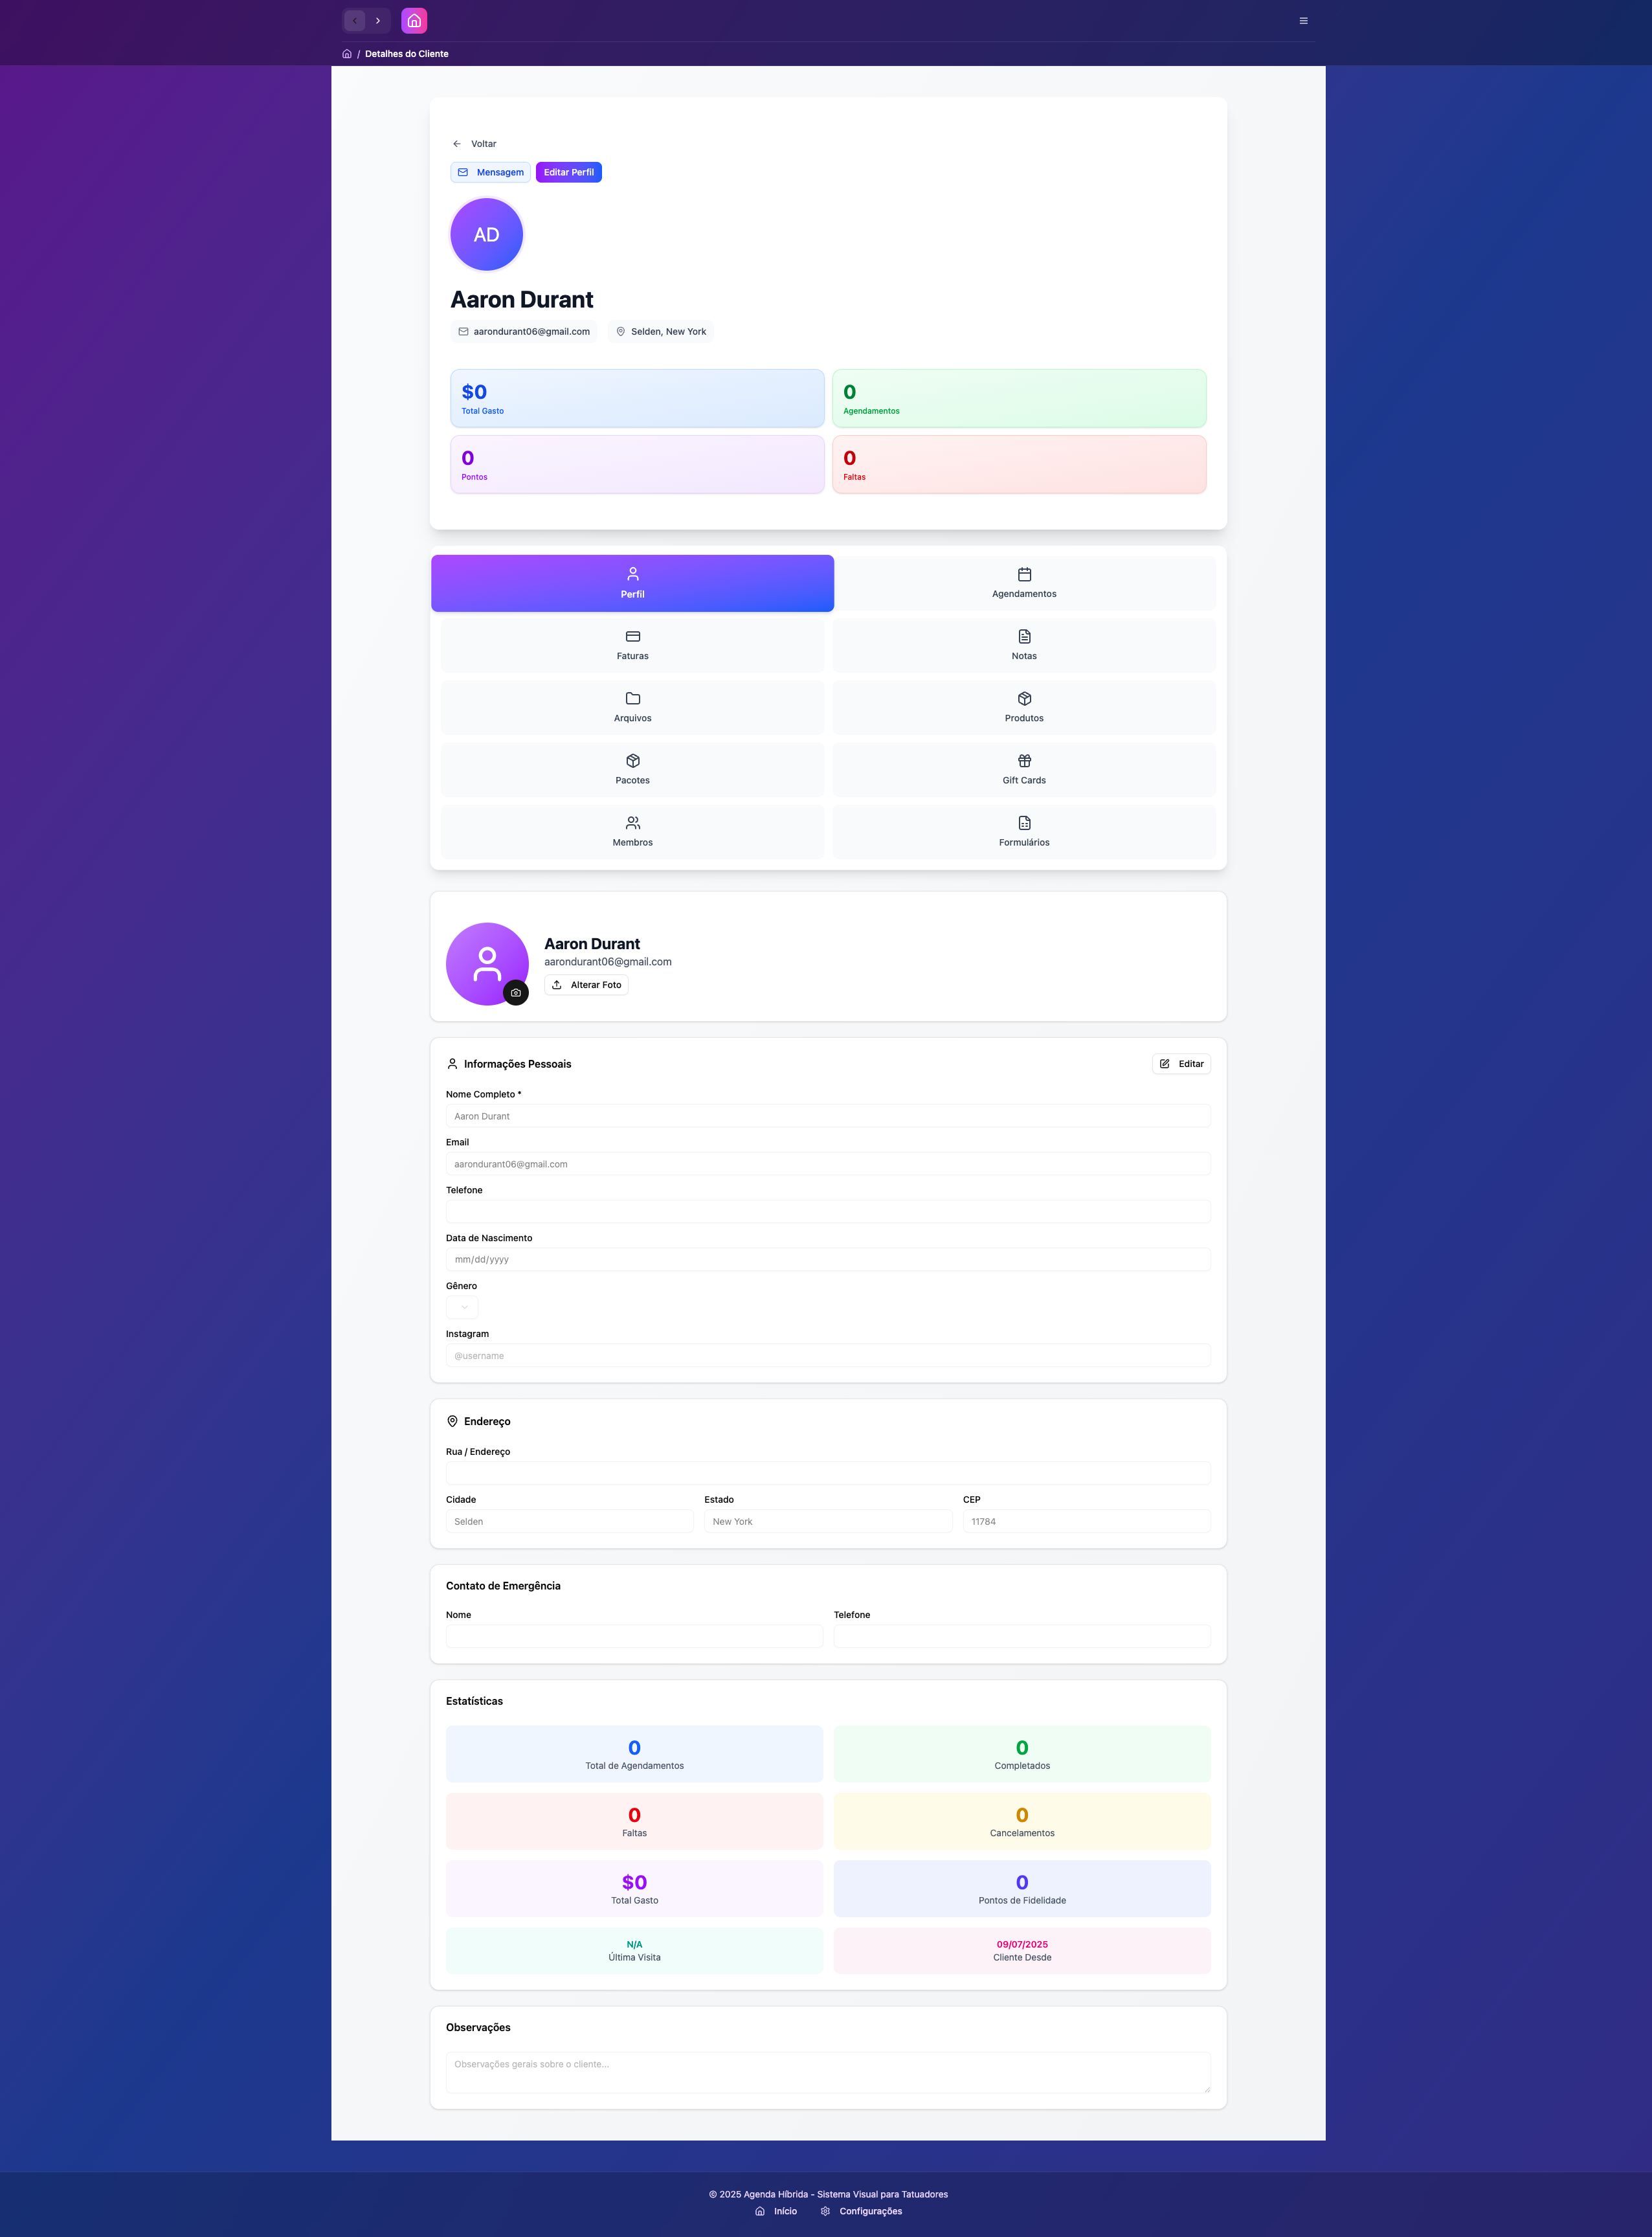 / Detalhes do Cliente
Voltar
Mensagem Editar Perfil
AD
Aaron Durant
aarondurant06@gmail.com Selden, New York
$0 0
Total Gasto Agendamentos
0 0
Pontos Faltas
Perfil Agendamentos
Faturas Notas
Arquivos Produtos
Pacotes Gift Cards
Membros Formulários
Aaron Durant
aarondurant06@gmail.com
Alterar Foto
Informações Pessoais Editar
Nome Completo *
Aaron Durant
Email
aarondurant06@gmail.com
Telefone
Data de Nascimento
mm/dd/yyyy
Gênero
Instagram
@username
Endereço
Rua / Endereço
Cidade Estado CEP
Selden New York 11784
Contato de Emergência
Nome Telefone
Estatísticas
0 0
Total de Agendamentos Completados
0 0
Faltas Cancelamentos
$0 0
Total Gasto Pontos de Fidelidade
N/A 09/07/2025
Última Visita Cliente Desde
Observações
Observações gerais sobre o cliente...
© 2025 Agenda Híbrida - Sistema Visual para Tatuadores
Início Configurações